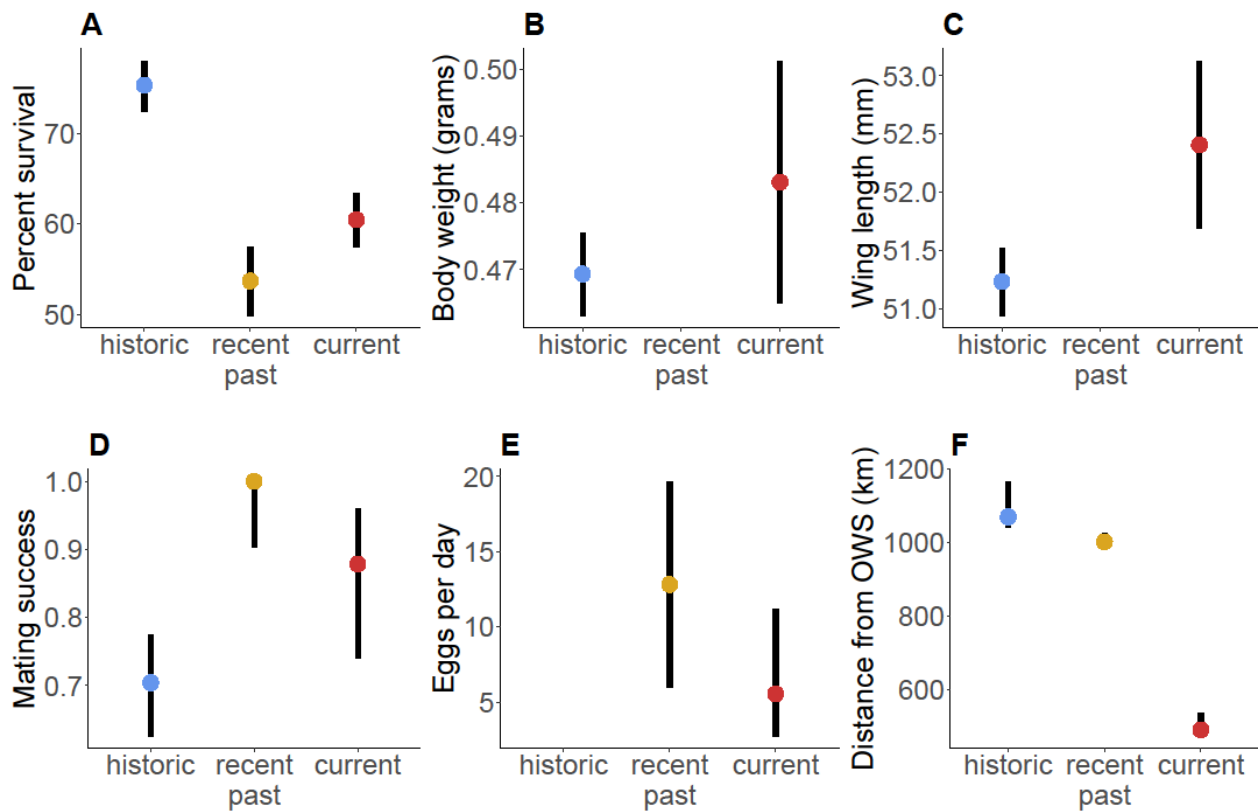 A
Percent survival
70
60
50
historic recent current
past
B
Body weight (grams)
0.50
0.49
0.48
0.47
historic recent current
past
C
Wing length (mm)
53.0
52.5
52.0
51.5
51.0
historic recent current
past
D
Mating success
1.0
0.9
0.8
0.7
historic recent current
past
E
Eggs per day
20
15
10
5
historic recent current
past
F
Distance from OWS (km)
1200
1000
800
600
historic recent current
past